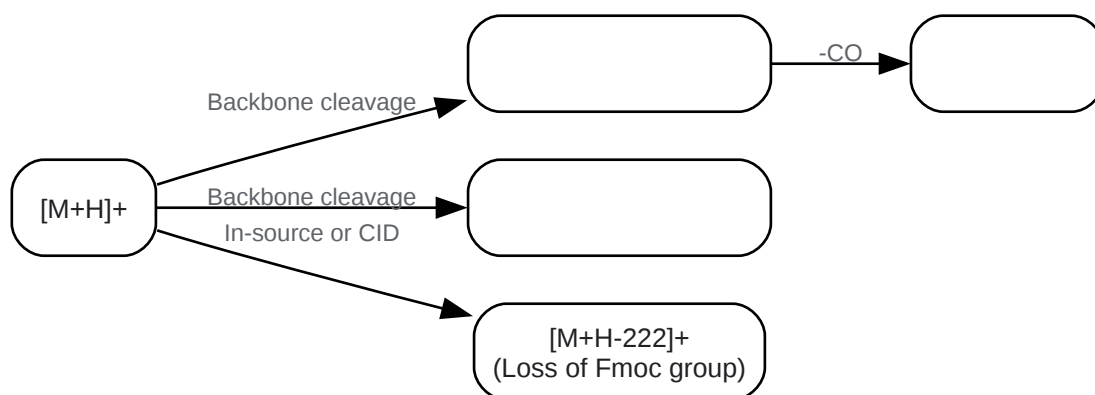 -CO
Backbone cleavage
[M+H]+
Backbone cleavage
In-source or CID
[M+H-222]+
(Loss of Fmoc group)